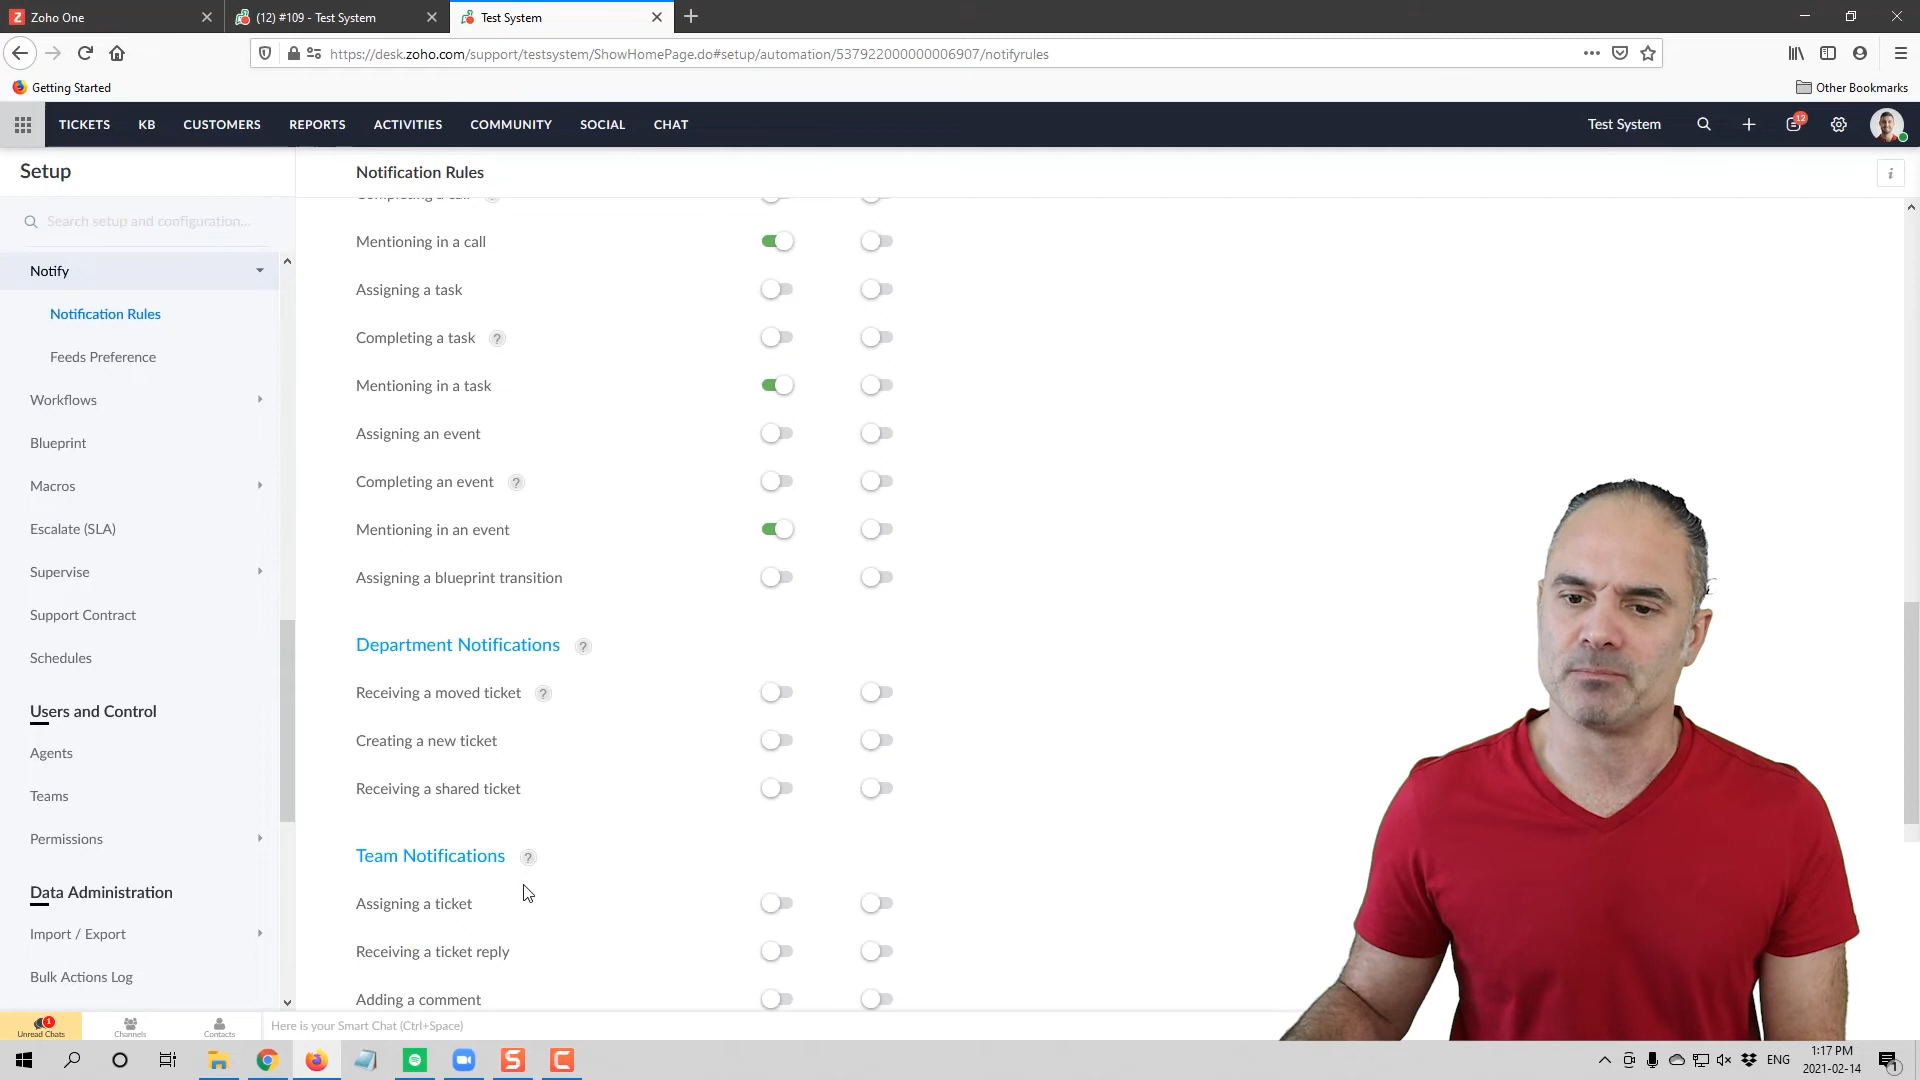 Zoho One
(12) #109 - Test System
Test System
https://desk.zoho.com/support/testsystem/ShowHomePage.do#setup/automation/537922000000006907/notifyrules
Getting Started
Other Bookmarks
TICKETS
KB
CUSTOMERS
REPORTS
ACTIVITIES
COMMUNITY
SOCIAL
CHAT
Test System
12
Setup
Notification Rules
i
Search setup and configuration...
Completing a call
Notify
Mentioning in a call
Notification Rules
Assigning a task
Feeds Preference
Completing a task ?
Workflows
Mentioning in a task
Blueprint
Assigning an event
Macros
Completing an event ?
Escalate (SLA)
Mentioning in an event
Supervise
Assigning a blueprint transition
Support Contract
Department Notifications ?
Schedules
Receiving a moved ticket ?
Users and Control
Creating a new ticket
Agents
Receiving a shared ticket
Teams
Permissions
Team Notifications ?
Data Administration
Assigning a ticket
Import / Export
Receiving a ticket reply
Bulk Actions Log
Adding a comment
1
Unread Chats
Channels
Contacts
Here is your Smart Chat (Ctrl+Space)
ENG
1:17 PM
2021-02-14
1